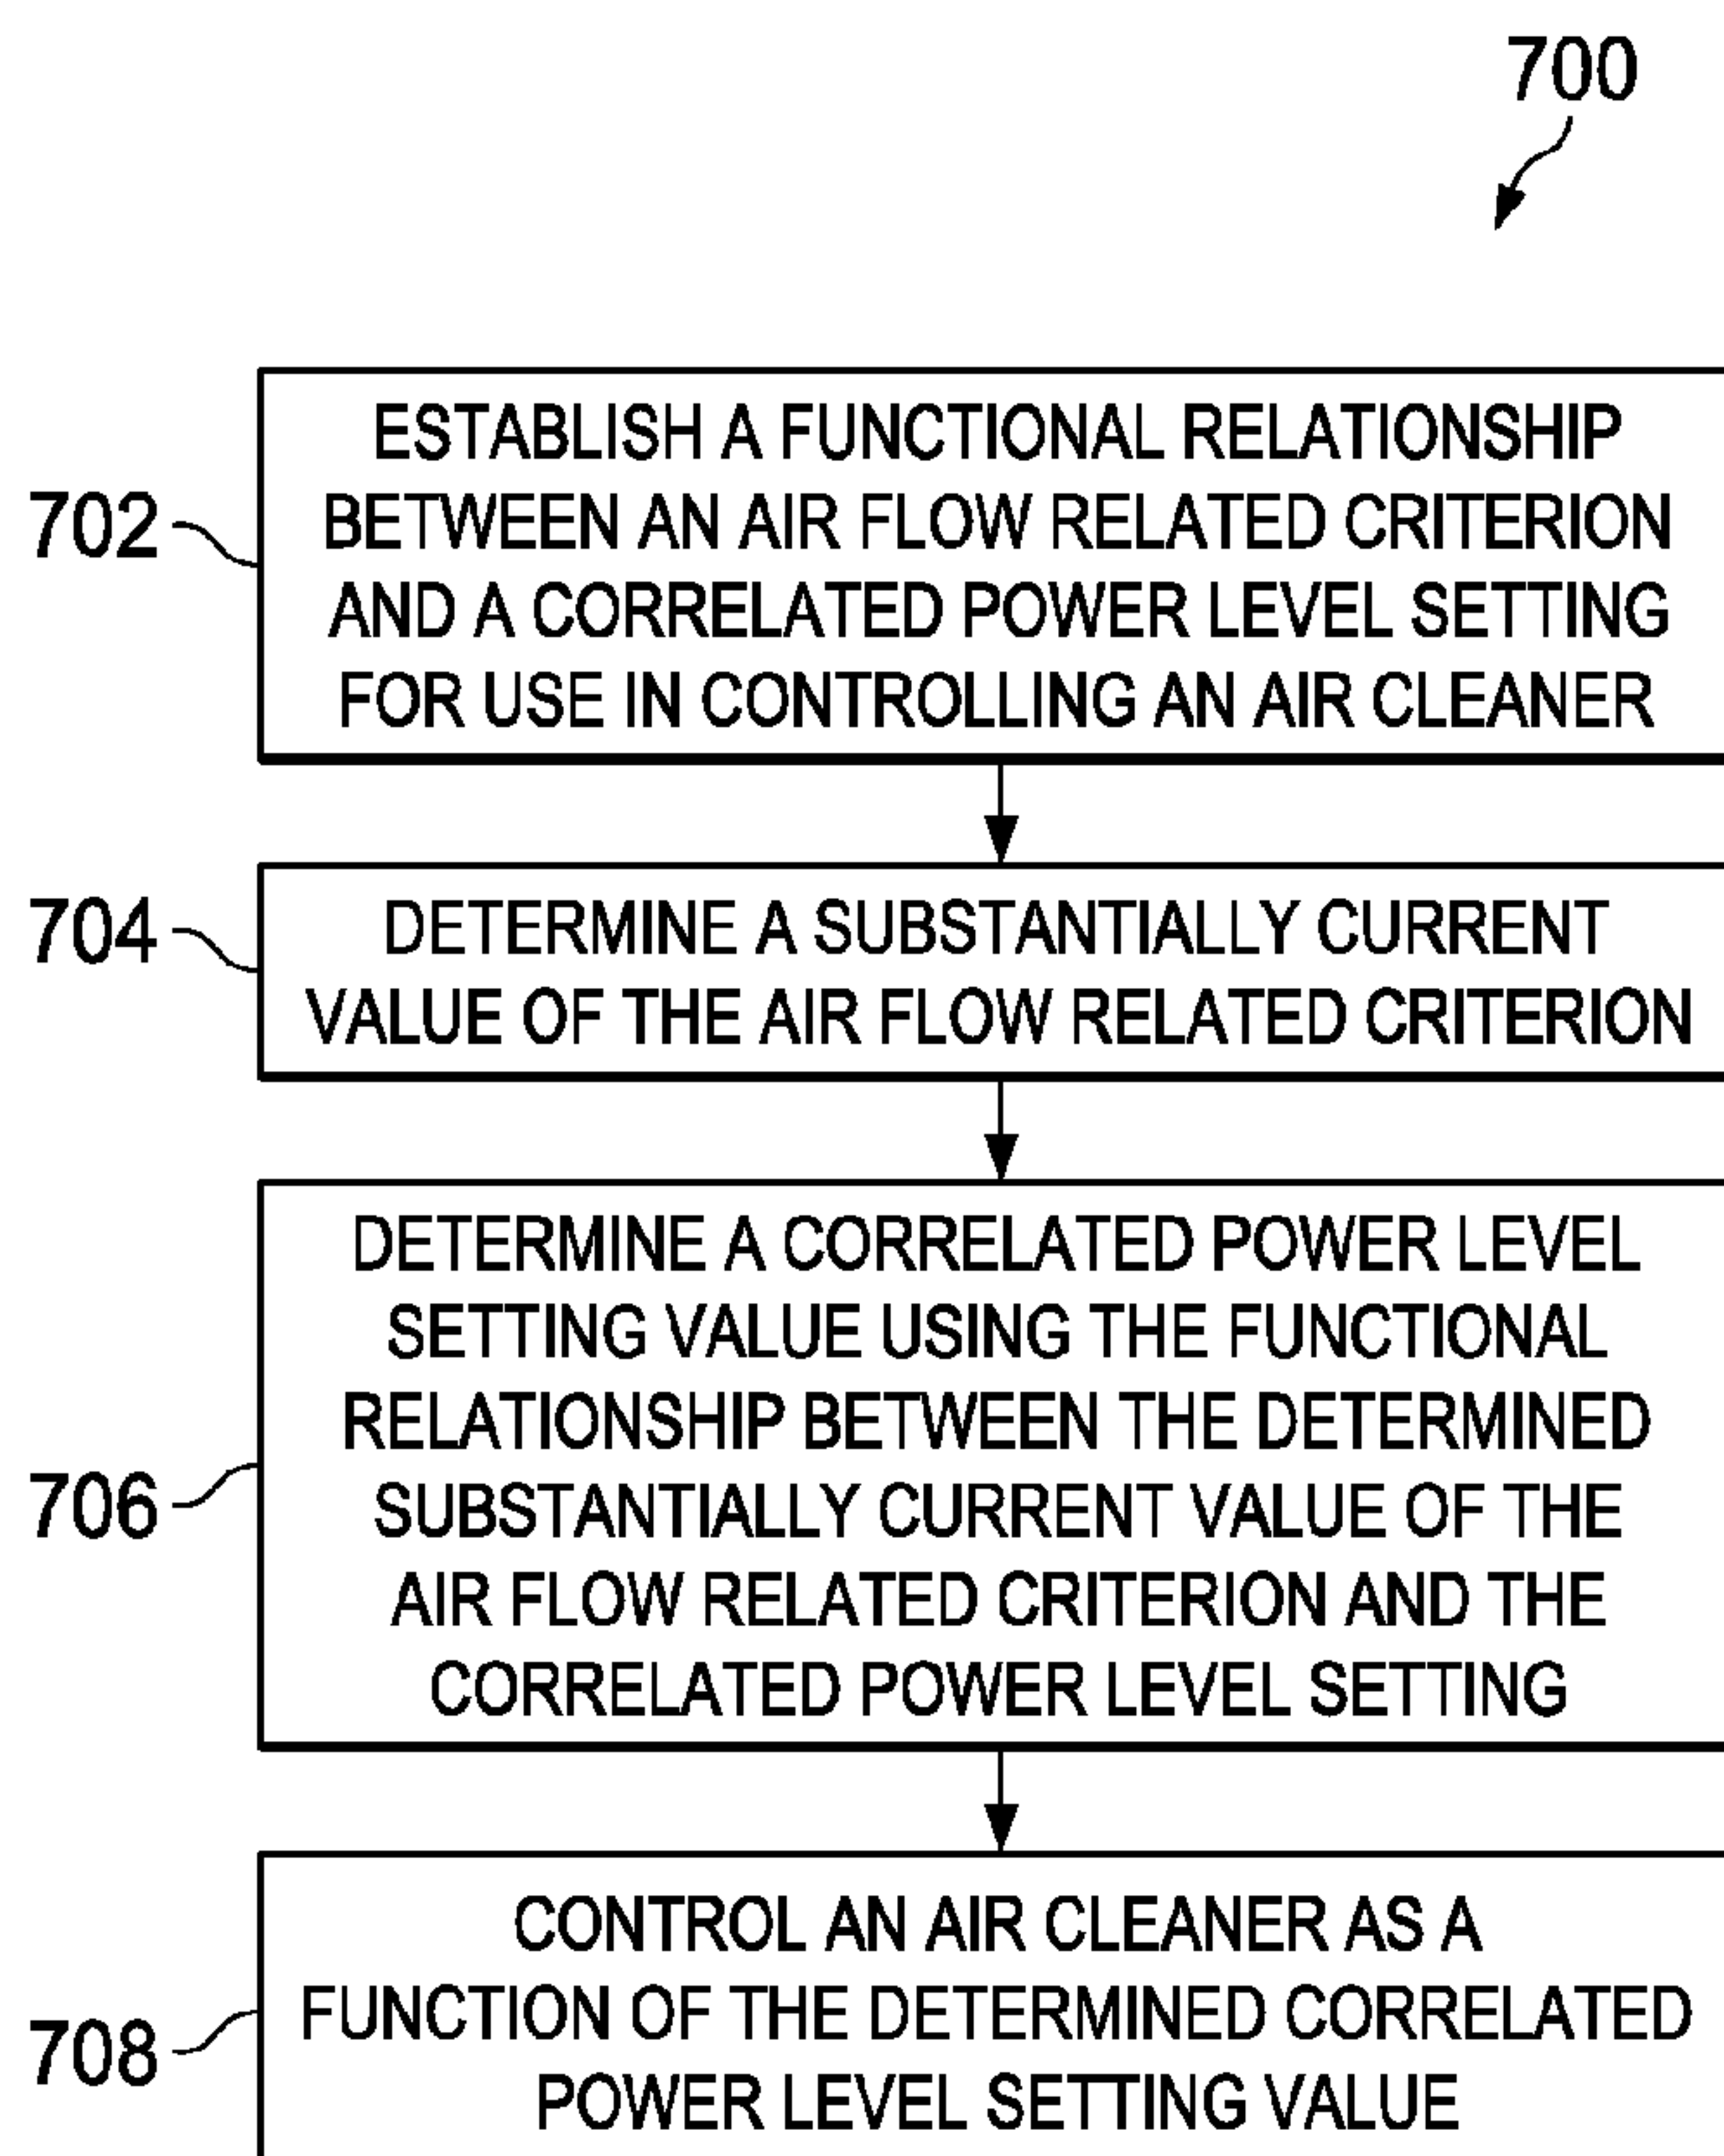 700
702
ESTABLISH A FUNCTIONAL RELATIONSHIP
BETWEEN AN AIR FLOW RELATED CRITERION
AND A CORRELATED POWER LEVEL SETTING
FOR USE IN CONTROLLING AN AIR CLEANER
704
DETERMINE A SUBSTANTIALLY CURRENT
VALUE OF THE AIR FLOW RELATED CRITERION
706
DETERMINE A CORRELATED POWER LEVEL
SETTING VALUE USING THE FUNCTIONAL
RELATIONSHIP BETWEEN THE DETERMINED
SUBSTANTIALLY CURRENT VALUE OF THE
AIR FLOW RELATED CRITERION AND THE
CORRELATED POWER LEVEL SETTING
708
CONTROL AN AIR CLEANER AS A
FUNCTION OF THE DETERMINED CORRELATED
POWER LEVEL SETTING VALUE